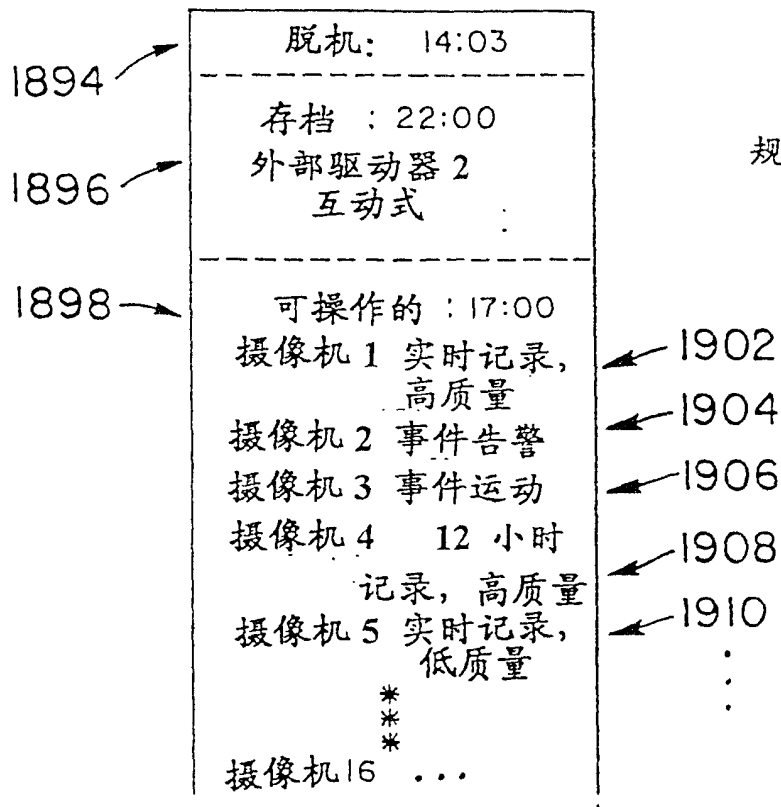 1894
脱机: 14:03
1896
存档 : 22:00
外部驱动器 2
互动式
规
1898
可操作的 : 17:00
摄像机 1 实时记录,
高质量
1902
摄像机 2 事件告警
1904
摄像机 3 事件运动
1906
摄像机 4 12 小时
记录, 高质量
1908
摄像机 5 实时记录,
低质量
1910
***
摄像机16 ...